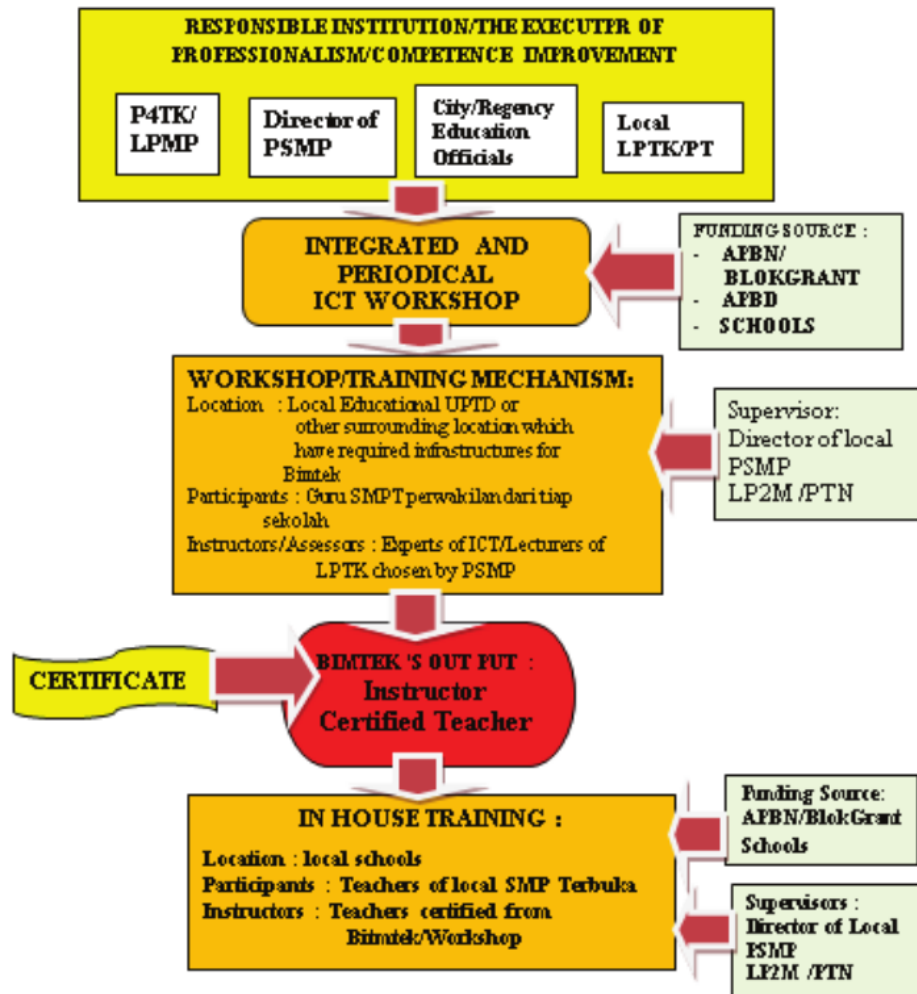 RESPONSIBLE INSTITUTION/THE EXECUTPR OF
PROFESSIONALISM/COMPETENCE IMPROVEMENT
P4TK/
LPMP
Director of
PSMP
City/Regency
Education
Officials
Local
LPTK/PT
INTEGRATED AND
PERIODICAL
ICT WORKSHOP
FUNDING SOURCE :
- APBN/
BLOKGRANT
- APBD
- SCHOOLS
WORKSHOP/TRAINING MECHANISM:
Location : Local Educational UPTD or
other surrounding location which
have required infrastructures for
Bimtek
Participants : Guru SMPT perwakilan dari tiap
sekolah
Instructors/Assessors : Experts of ICT/Lecturers of
LPTK chosen by PSMP
Supervisor:
Director of local
PSMP
LP2M /PTN
CERTIFICATE
BIMTEK 'S OUT PUT :
Instructor
Certified Teacher
IN HOUSE TRAINING :
Location : local schools
Participants : Teachers of local SMP Terbuka
Instructors : Teachers certified from
Bitmtek/Workshop
Funding Source:
APBN/BlokGrant
Schools
Supervisors :
Director of Local
PSMP
LP2M /PTN